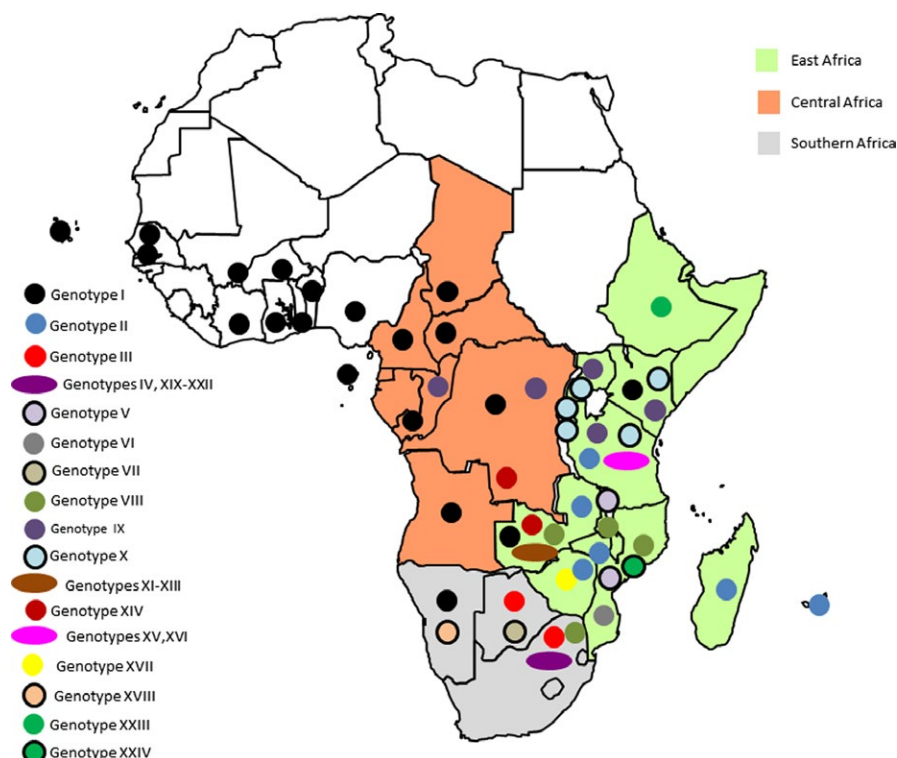 East Africa
Central Africa
Southern Africa
Genotype I
Genotype II
Genotype III
Genotypes IV, XIX-XXII
Genotype V
Genotype VI
Genotype VII
Genotype VIII
Genotype IX
Genotype X
Genotypes XI-XIII
Genotype XIV
Genotypes XV,XVI
Genotype XVII
Genotype XVIII
Genotype XXIII
Genotype XXIV